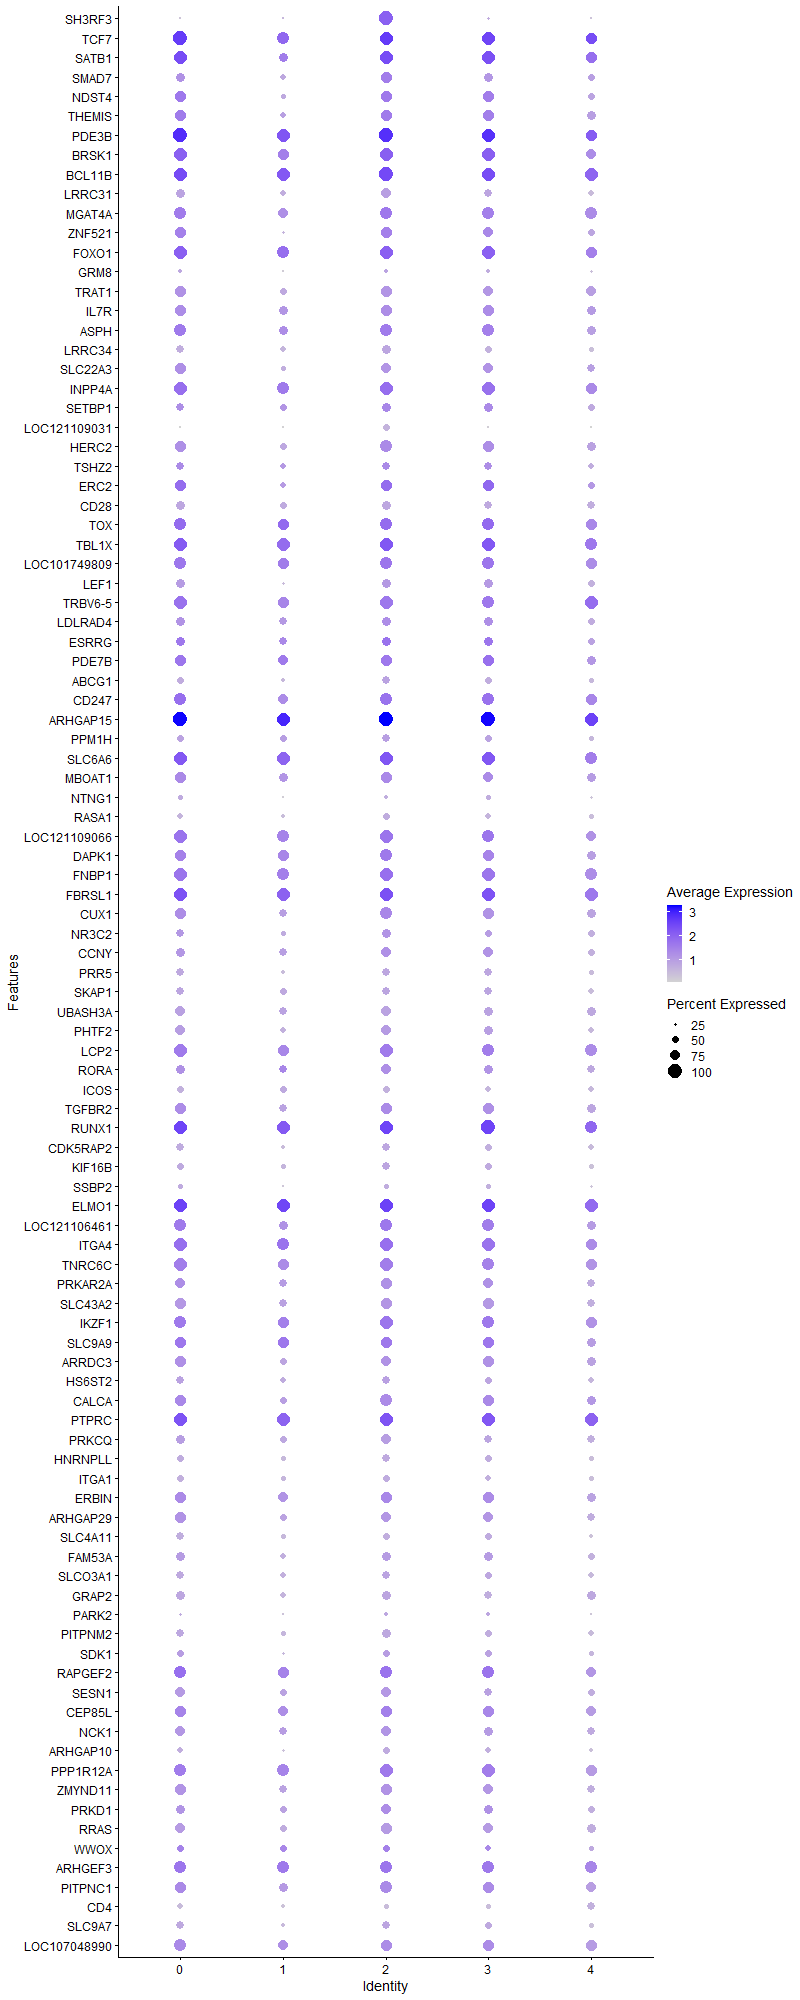 SH3RF3
TCF7
SATB1
SMAD7
NDST4
THEMIS
PDE3B
BRSK1
BCL11B
LRRC31
MGAT4A
ZNF521
FOXO1
GRM8
TRAT1
IL7R
ASPH
LRRC34
SLC22A3
INPP4A
SETBP1
LOC121109031
HERC2
TSHZ2
ERC2
CD28
TOX
TBL1X
LOC101749809
LEF1
TRBV6-5
LDLRAD4
ESRRG
PDE7B
ABCG1
CD247
ARHGAP15
PPM1H
SLC6A6
MBOAT1
NTNG1
RASA1
LOC121109066
DAPK1
FNBP1
FBRSL1
CUX1
NR3C2
CCNY
PRR5
SKAP1
UBASH3A
PHTF2
LCP2
RORA
ICOS
TGFBR2
RUNX1
CDK5RAP2
KIF16B
SSBP2
ELMO1
LOC121106461
ITGA4
TNRC6C
PRKAR2A
SLC43A2
IKZF1
SLC9A9
ARRDC3
HS6ST2
CALCA
PTPRC
PRKCQ
HNRNPLL
ITGA1
ERBIN
ARHGAP29
SLC4A11
FAM53A
SLCO3A1
GRAP2
PARK2
PITPNM2
SDK1
RAPGEF2
SESN1
CEP85L
NCK1
ARHGAP10
PPP1R12A
ZMYND11
PRKD1
RRAS
WWOX
ARHGEF3
PITPNC1
CD4
SLC9A7
LOC107048990
Features
0 1 2 3 4
Identity
Average Expression
3
2
1
Percent Expressed
25
50
75
100